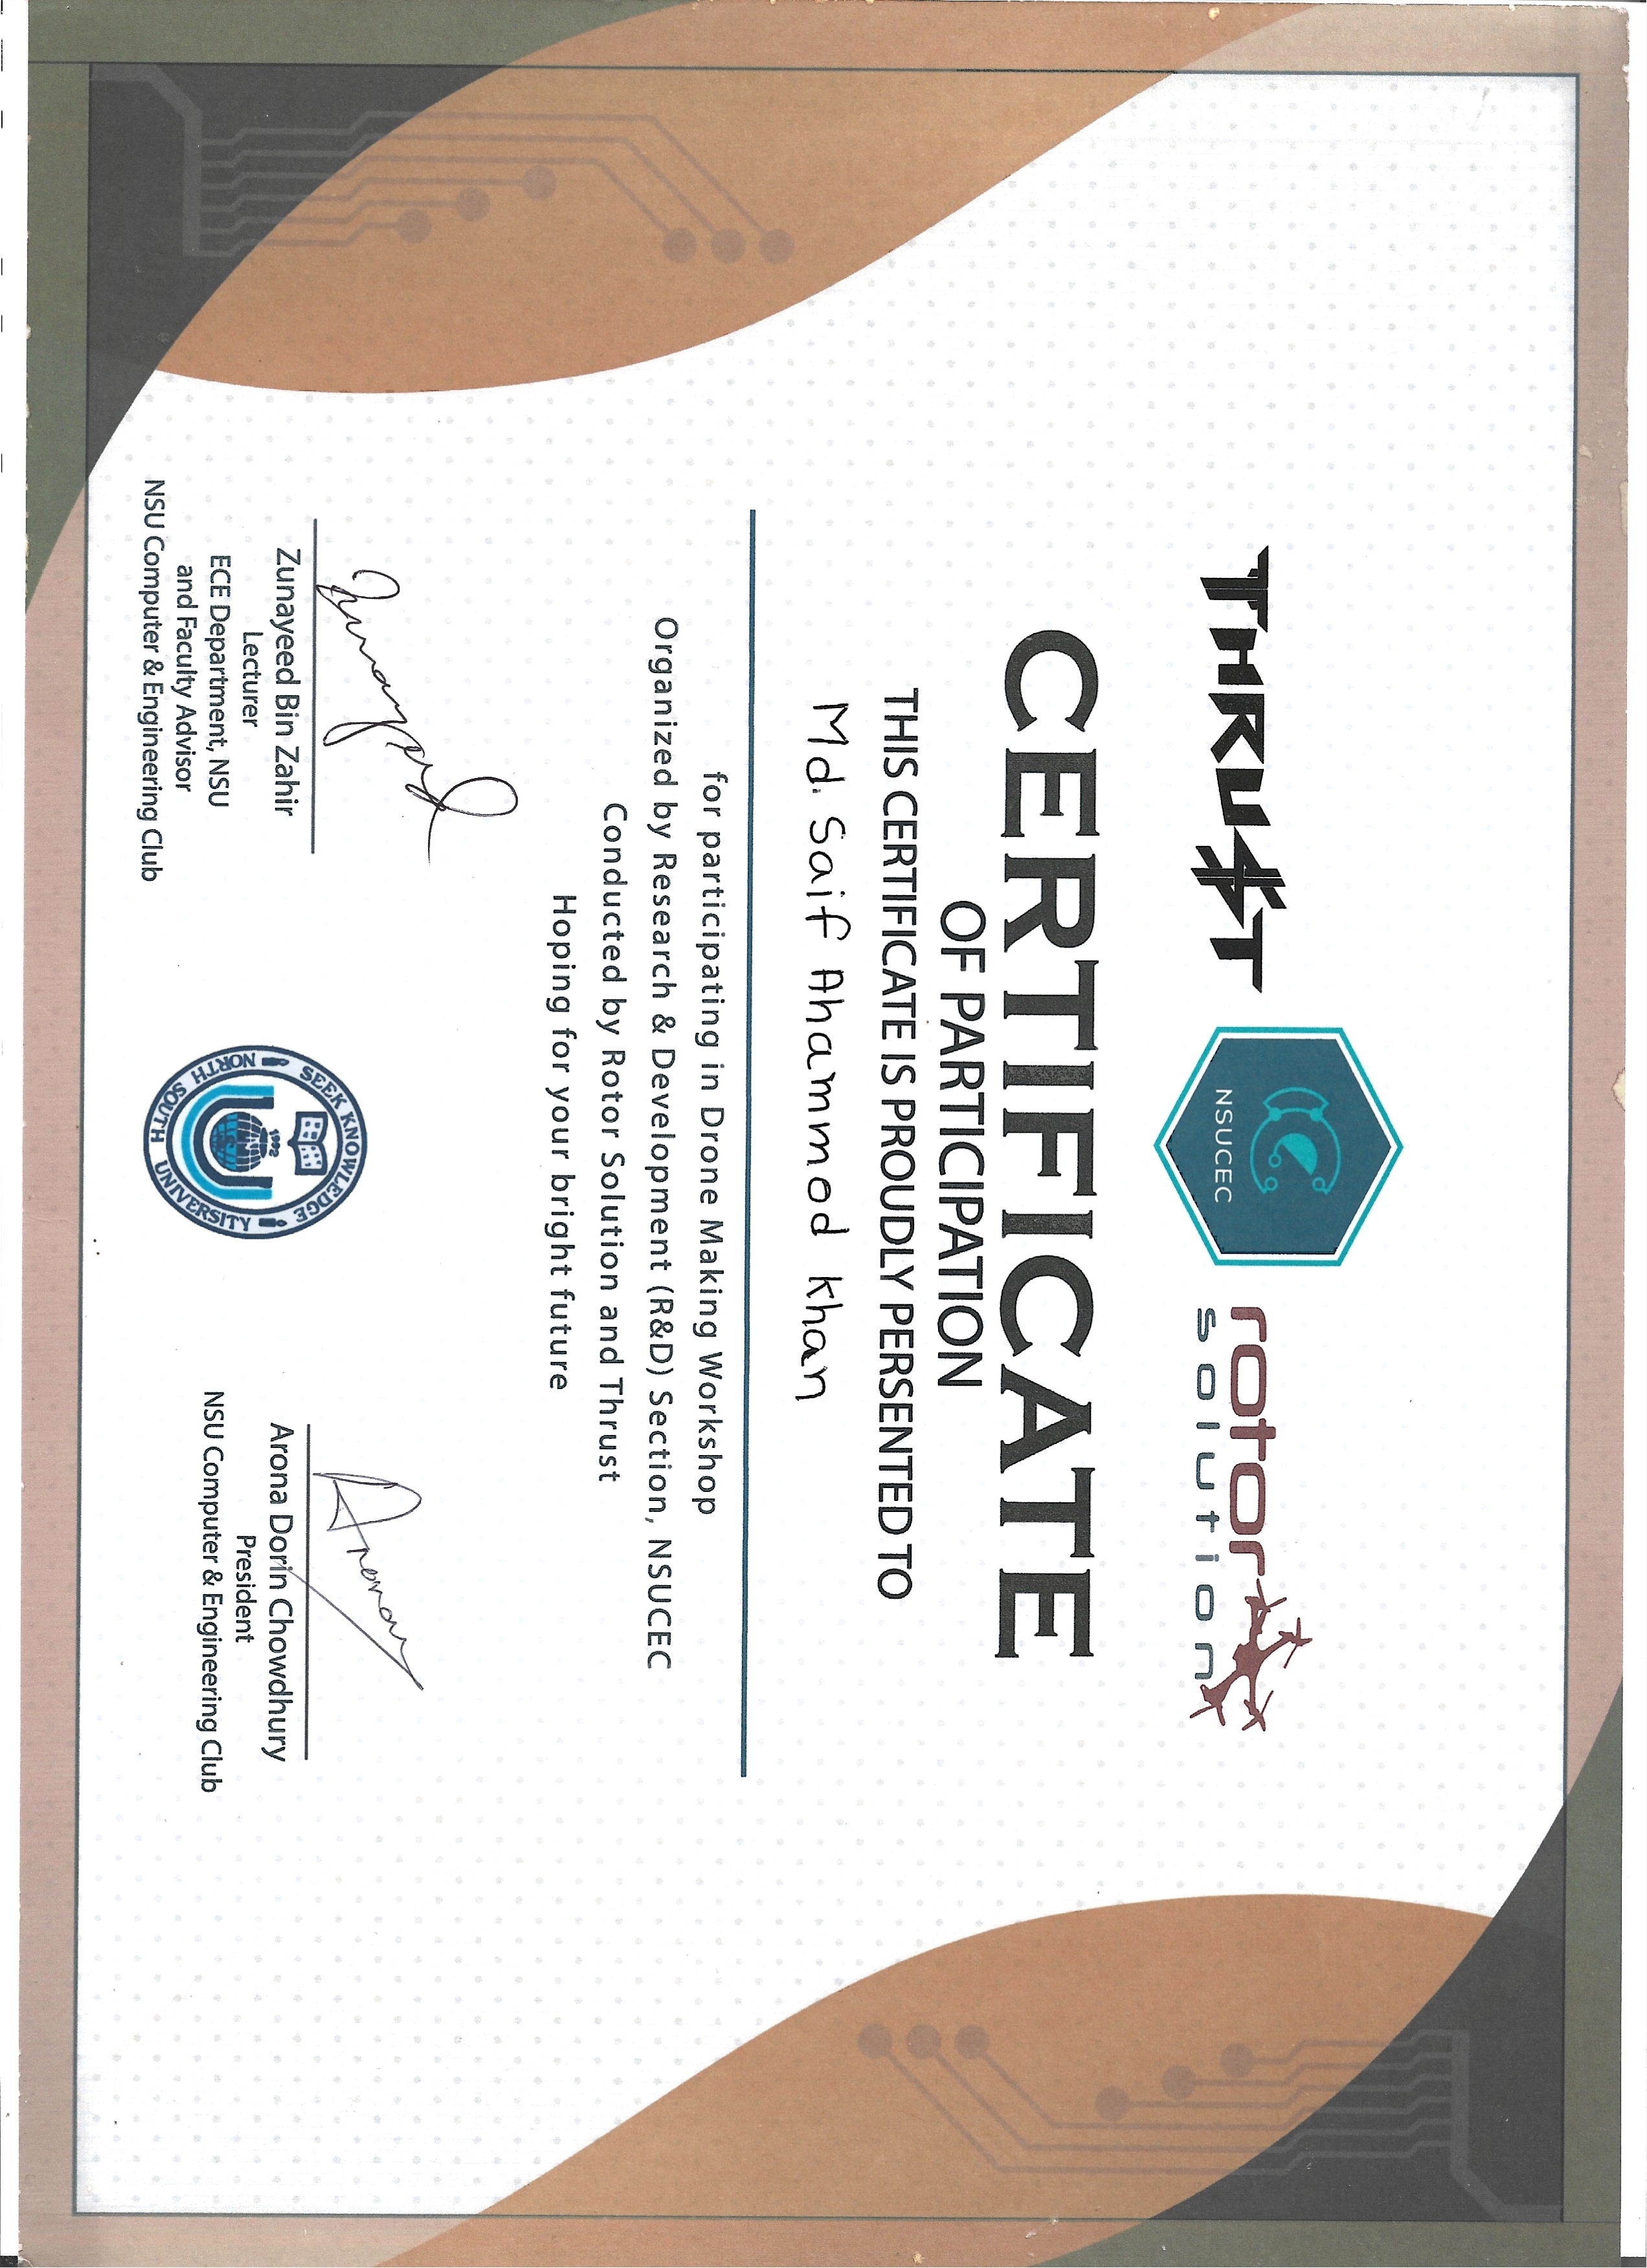 THRU$T
NSUCEC
rotor
solution
CERTIFICATE
OF PARTICIPATION
THIS CERTIFICATE IS PROUDLY PERSENTED TO
Md. Saif Ahammod Khan
for participating in Drone Making Workshop
Organized by Research & Development (R&D) Section, NSUCEC
Conducted by Rotor Solution and Thrust
Hoping for your bright future
Zunayeed
Zunayeed Bin Zahir
Lecturer
ECE Department, NSU
and Faculty Advisor
NSU Computer & Engineering Club
SEEK KNOWLEDGE
1992
NORTH SOUTH UNIVERSITY
Arona
Arona Dorin Chowdhury
President
NSU Computer & Engineering Club